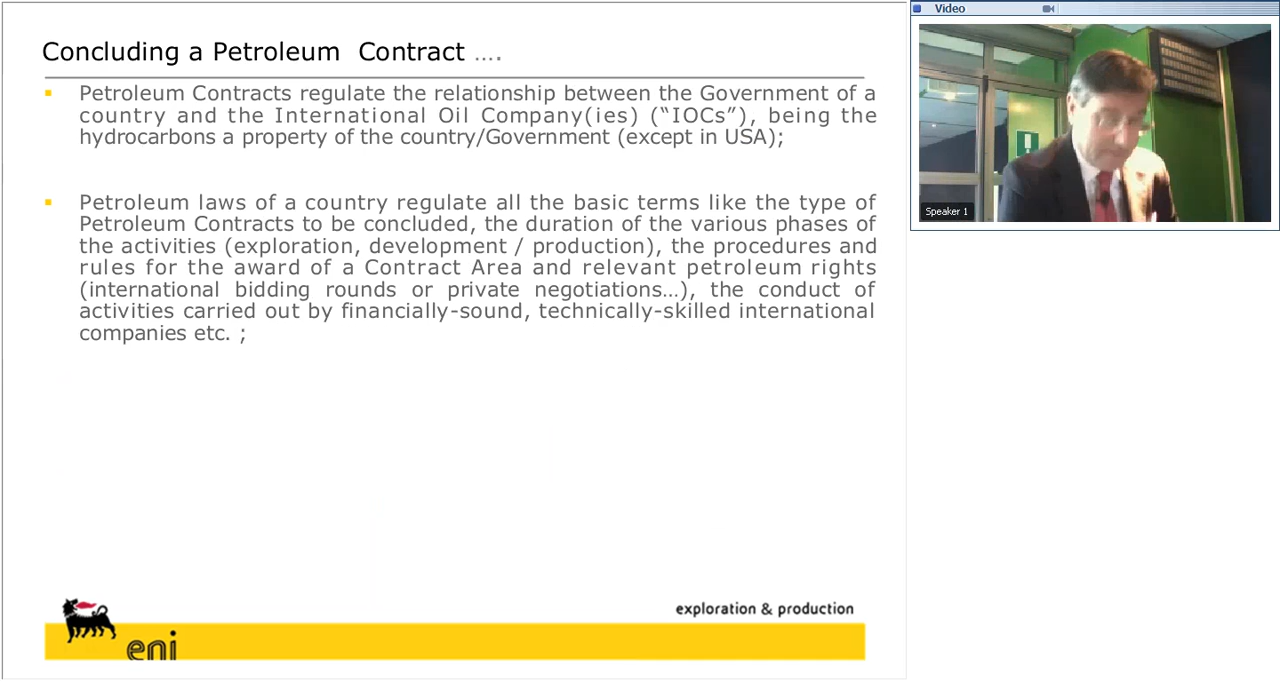 Concluding a Petroleum  Contract ....
Petroleum Contracts regulate the relationship between the Government of a
country and the International Oil Company(ies) (“IOCs”), being the
hydrocarbons a property of the country/Government (except in USA);
Petroleum laws of a country regulate all the basic terms like the type of
Petroleum Contracts to be concluded, the duration of the various phases of
the activities (exploration, development / production), the procedures and
rules for the award of a Contract Area and relevant petroleum rights
(international bidding rounds or private negotiations…), the conduct of
activities carried out by financially-sound, technically-skilled international
companies etc. ;
exploration & production
eni
Video
Speaker 1